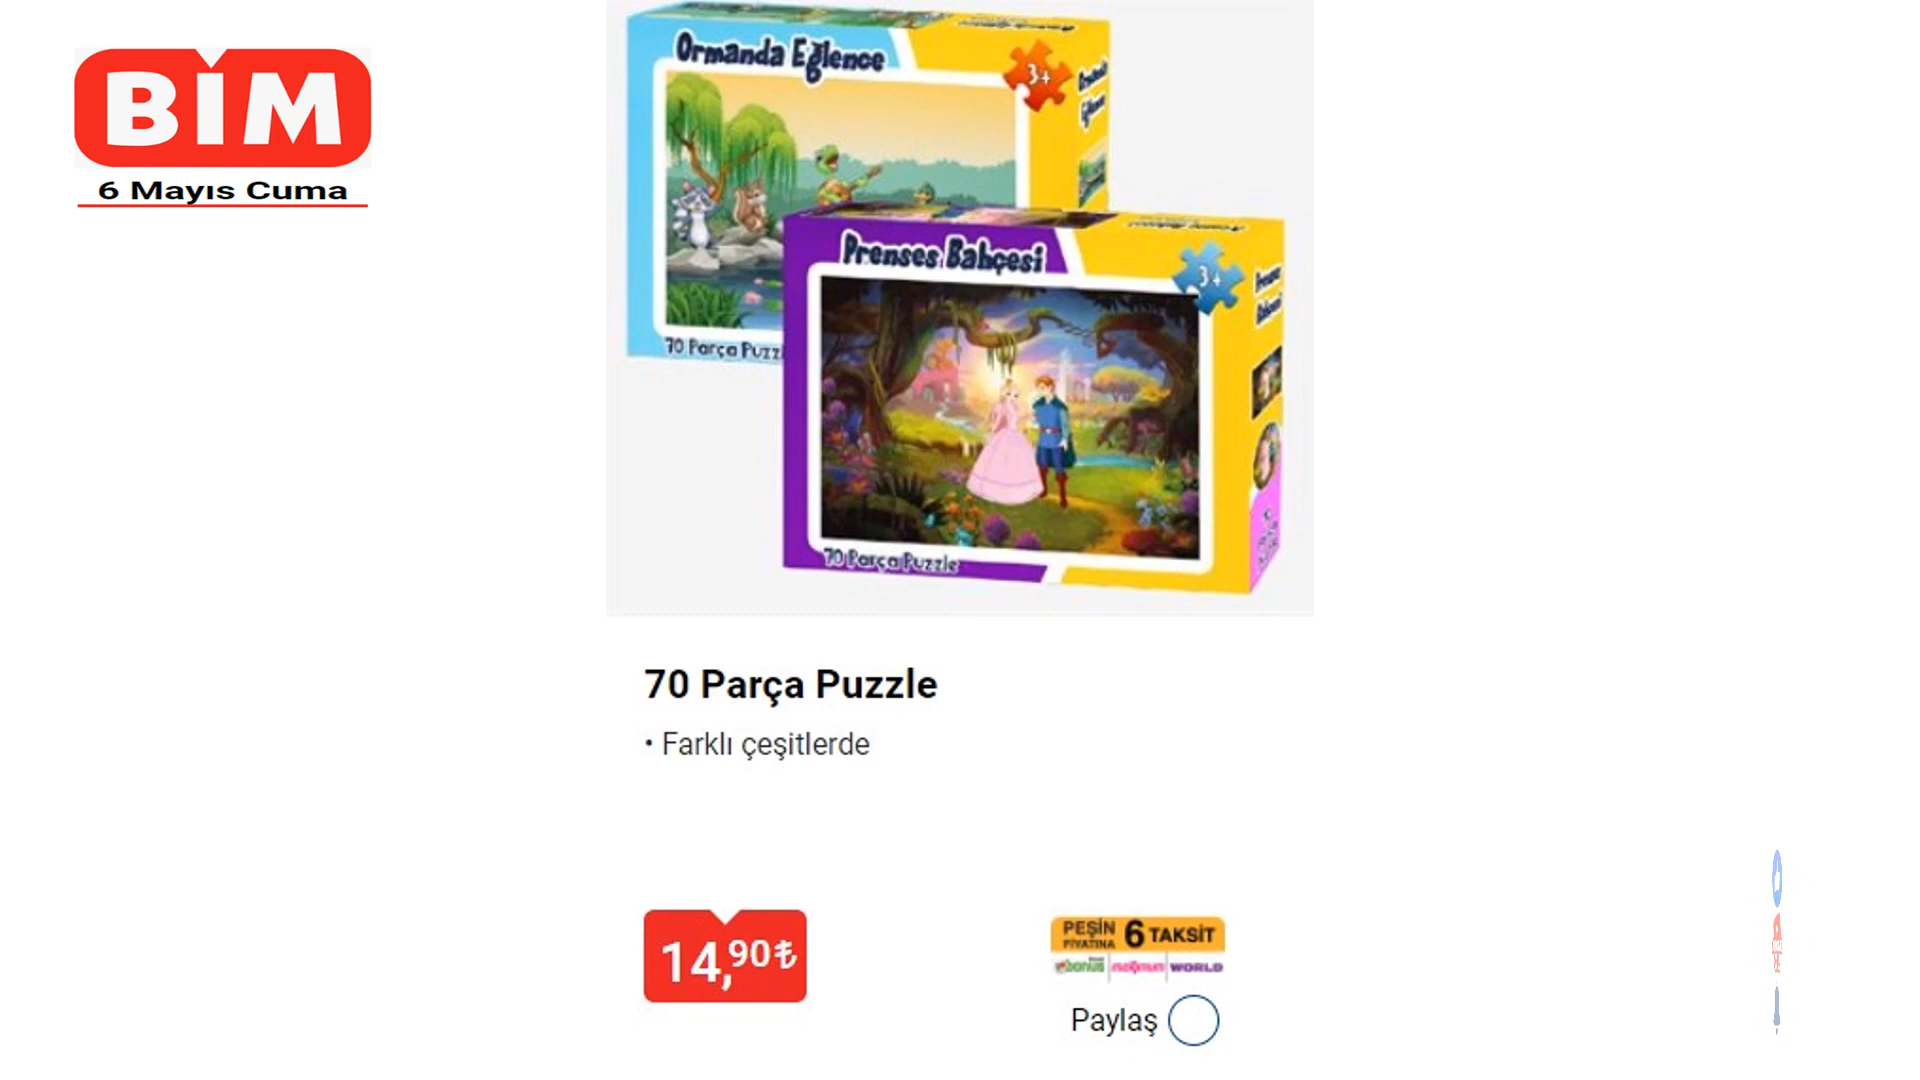 BİM
6 Mayıs Cuma
Ormanda Eğlence
3+
70 Parça Puzzl
Prenses Bahçesi
3+
70 Parça Puzzle
70 Parça Puzzle
• Farklı çeşitlerde
14,90₺
PEŞİN FİYATINA 6 TAKSİT
bonus maximum WORLD
Paylaş